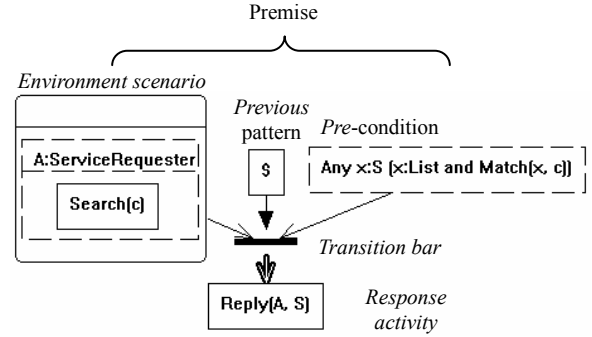 Premise
Environment scenario
Previous
pattern
Pre-condition
A:ServiceRequester
Search(c)
$
Any x:S (x:List and Match(x, c))
Transition bar
Reply(A, S)
Response
activity